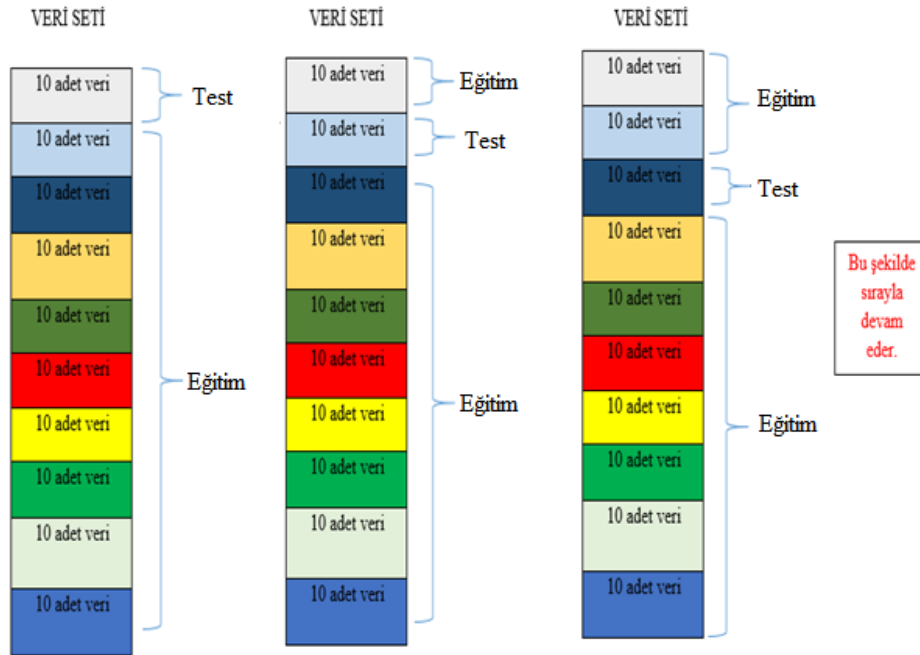 VERİ SETİ
10 adet veri
10 adet veri
10 adet veri
10 adet veri
10 adet veri
10 adet veri
10 adet veri
10 adet veri
10 adet veri
10 adet veri
Test
Eğitim
VERİ SETİ
10 adet veri
10 adet veri
10 adet veri
10 adet veri
10 adet veri
10 adet veri
10 adet veri
10 adet veri
10 adet veri
10 adet veri
Eğitim
Test
Eğitim
VERİ SETİ
10 adet veri
10 adet veri
10 adet veri
10 adet veri
10 adet veri
10 adet veri
10 adet veri
10 adet veri
10 adet veri
10 adet veri
Eğitim
Test
Eğitim
Bu şekilde
sırayla
devam
eder.